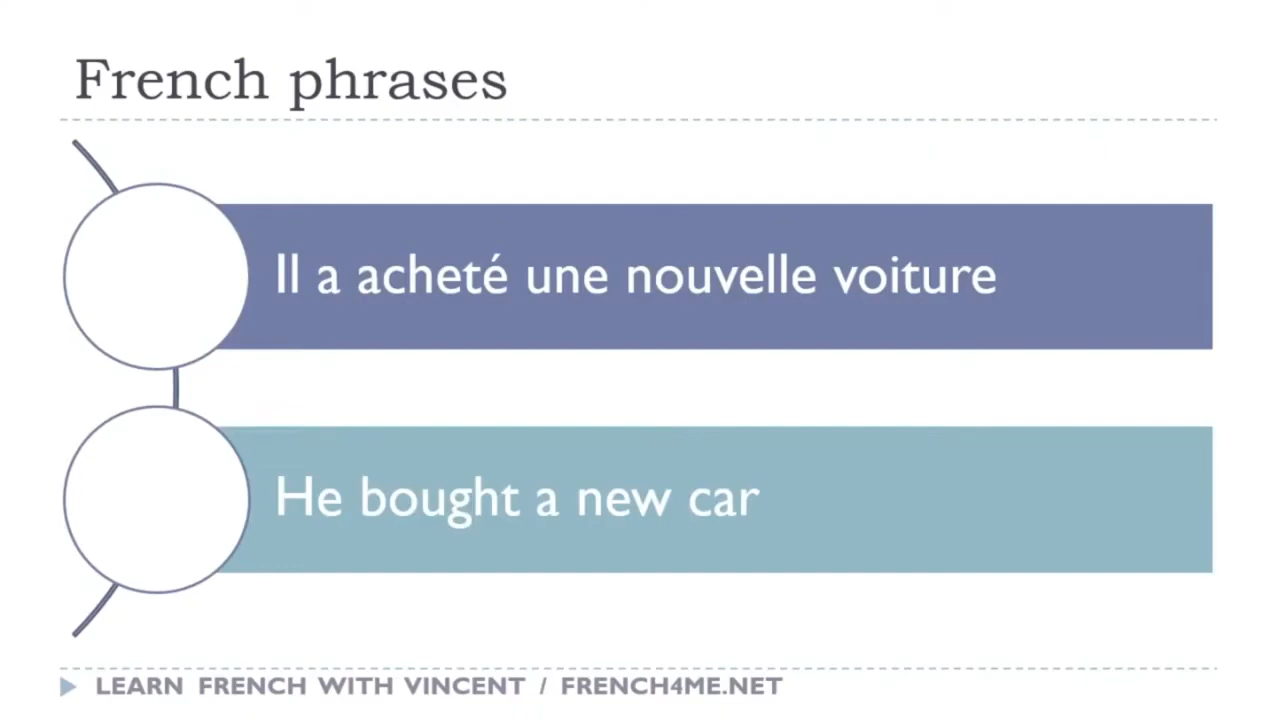 French phrases
Il a acheté une nouvelle voiture
He bought a new car
LEARN FRENCH WITH VINCENT / FRENCH4ME.NET